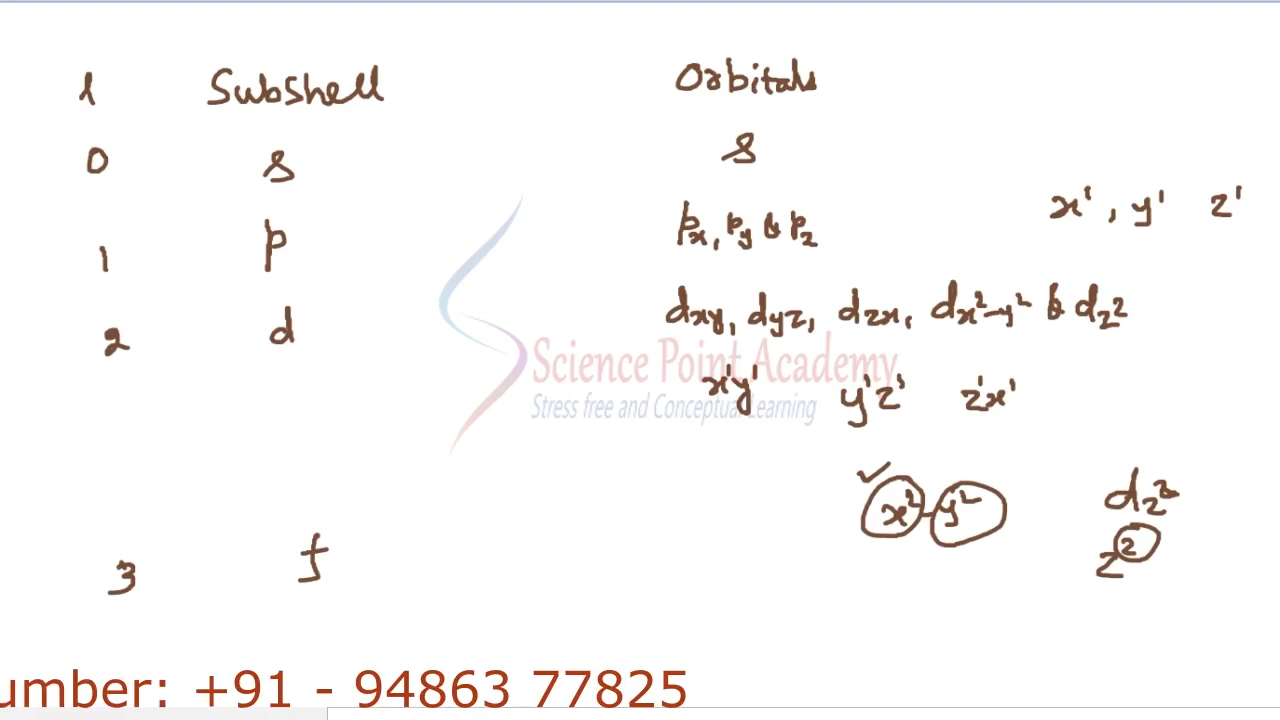 l Subshell Orbitals
0 s s
1 p px, py & pz x¹, y¹ z¹
2 d dxy, dyz, dzx, dx²-y² & dz²
Science Point Academy
x¹y¹ y¹z¹ z¹x¹
Stress free and Conceptual Learning
✓
x²-y² dz²
z²
3 f
umber: +91 - 94863 77825